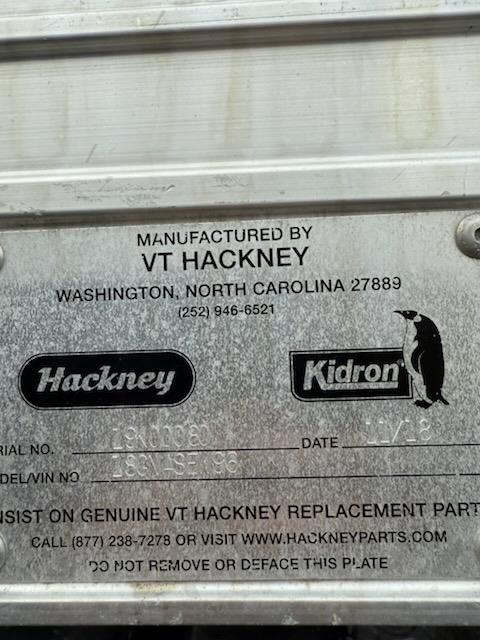 MANUFACTURED BY
VT HACKNEY
WASHINGTON, NORTH CAROLINA 27889
(252) 946-6521
Hackney
Kidron
RIAL NO. DATE 11/18
DEL/VIN NO
NSIST ON GENUINE VT HACKNEY REPLACEMENT PART
CALL (877) 238-7278 OR VISIT WWW.HACKNEYPARTS.COM
DO NOT REMOVE OR DEFACE THIS PLATE